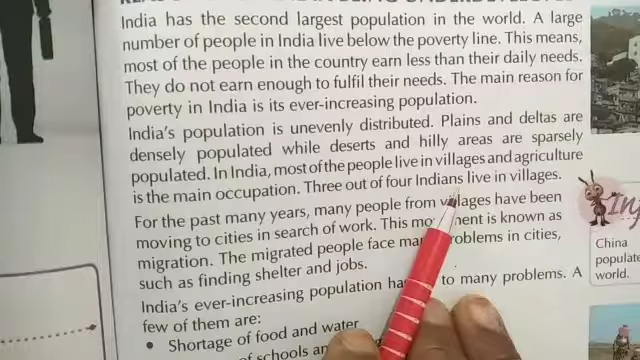 India has the second largest population in the world. A large
number of people in India live below the poverty line. This means,
most of the people in the country earn less than their daily needs.
They do not earn enough to fulfil their needs. The main reason for
poverty in India is its ever-increasing population.
India's population is unevenly distributed. Plains and deltas are
densely populated while deserts and hilly areas are sparsely
populated. In India, most of the people live in villages and agriculture
is the main occupation. Three out of four Indians live in villages.
For the past many years, many people from villages have been
moving to cities in search of work. This is known as
migration. The migrated people face problems in cities,
such as finding shelter and jobs.
India's ever-increasing population to many problems. A
few of them are:
• Shortage of food and water
of schools
Inf
China
populate
world.